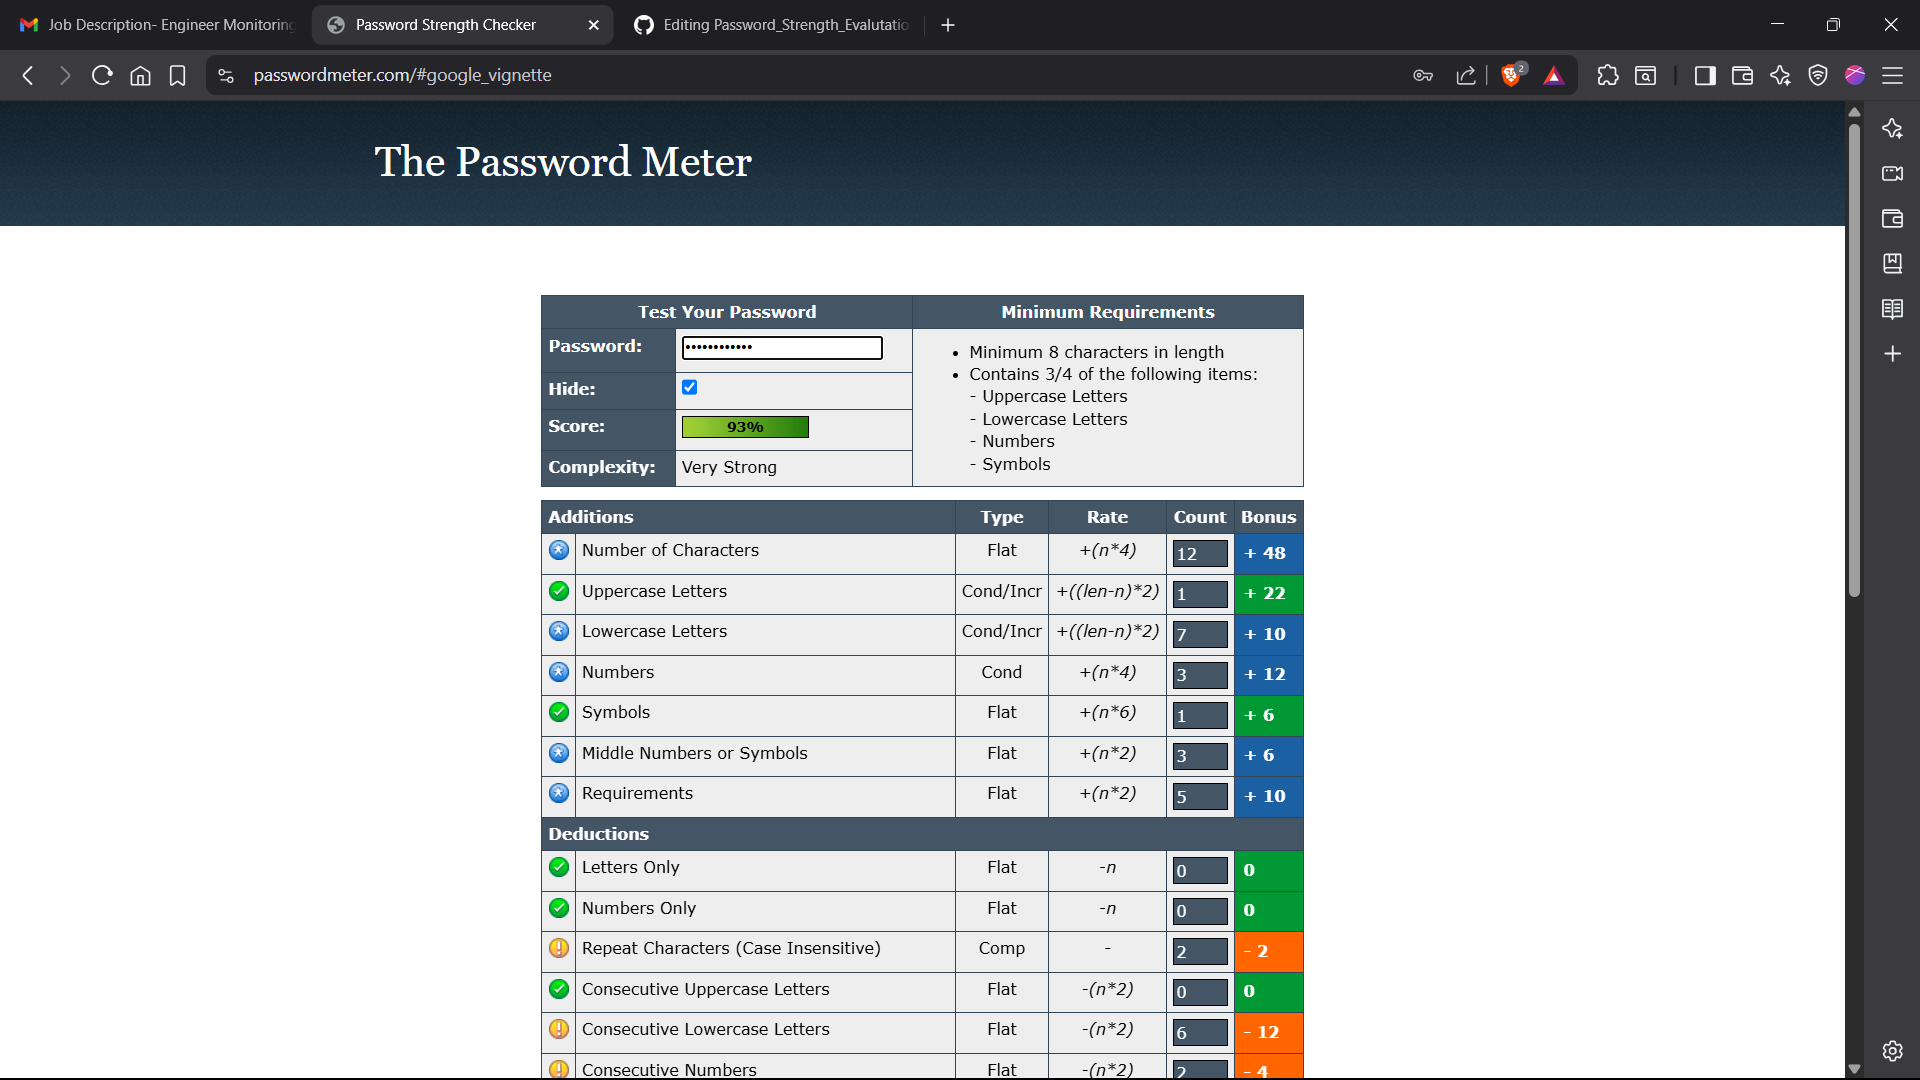 Job Description- Engineer Monitoring
Password Strength Checker
Editing Password_Strength_Evalutatio
passwordmeter.com/#google_vignette
2
The Password Meter
Test Your Password
Minimum Requirements
Password:
••••••••••••
Hide:
Score:
93%
Complexity:
Very Strong
• Minimum 8 characters in length
• Contains 3/4 of the following items:
- Uppercase Letters
- Lowercase Letters
- Numbers
- Symbols
Additions Type Rate Count Bonus
Number of Characters Flat +(n*4) 12 + 48
Uppercase Letters Cond/Incr +((len-n)*2) 1 + 22
Lowercase Letters Cond/Incr +((len-n)*2) 7 + 10
Numbers Cond +(n*4) 3 + 12
Symbols Flat +(n*6) 1 + 6
Middle Numbers or Symbols Flat +(n*2) 3 + 6
Requirements Flat +(n*2) 5 + 10
Deductions
Letters Only Flat -n 0 0
Numbers Only Flat -n 0 0
Repeat Characters (Case Insensitive) Comp - 2 - 2
Consecutive Uppercase Letters Flat -(n*2) 0 0
Consecutive Lowercase Letters Flat -(n*2) 6 - 12
Consecutive Numbers Flat -(n*2) 2 - 4